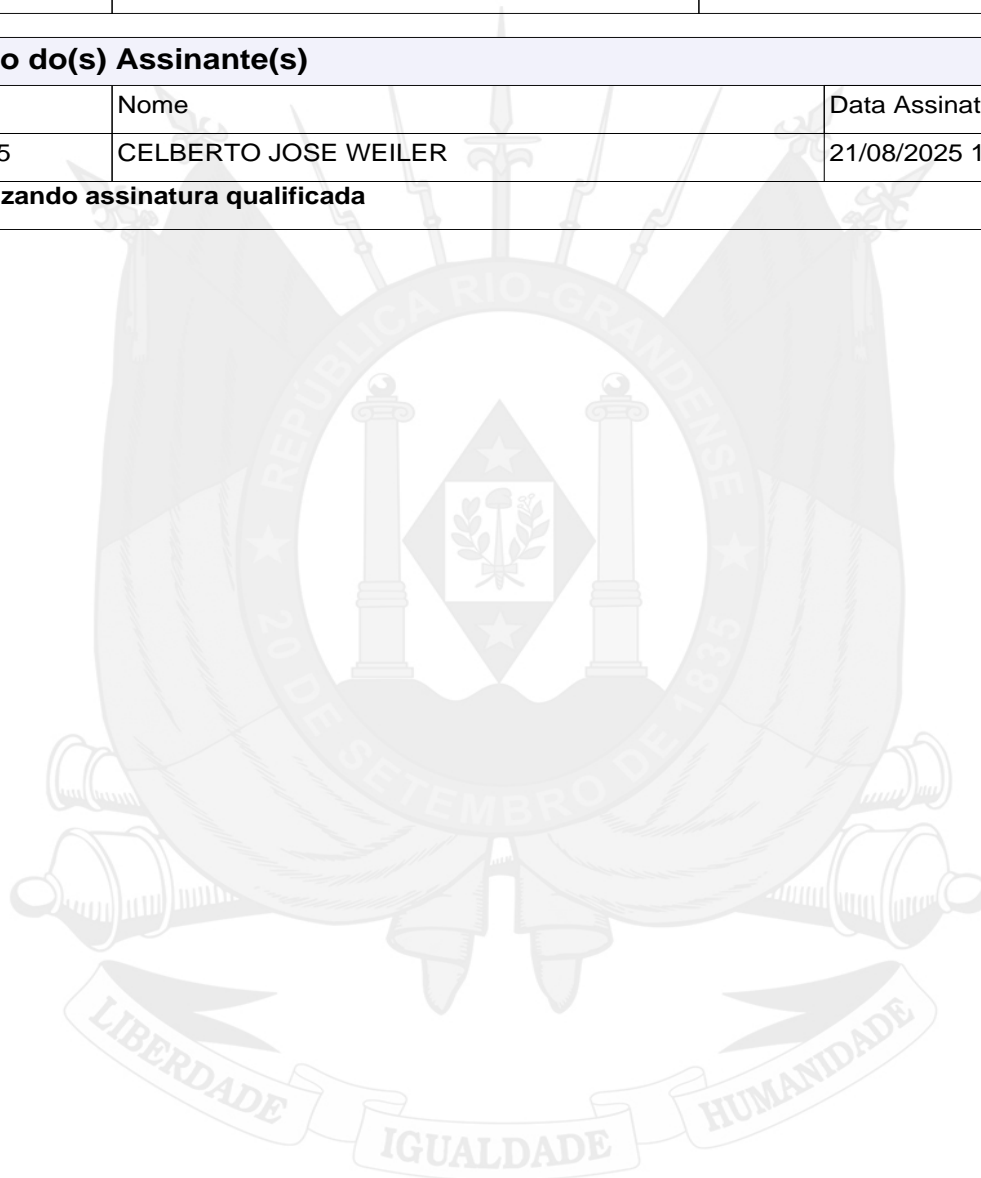 o do(s) Assinante(s)
Nome Data Assinat
5 CELBERTO JOSE WEILER 21/08/2025 1
zando assinatura qualificada
REPÚBLICA RIO-GRANDENSE
20 DE SETEMBRO DE 1835
LIBERDADE IGUALDADE HUMANIDADE